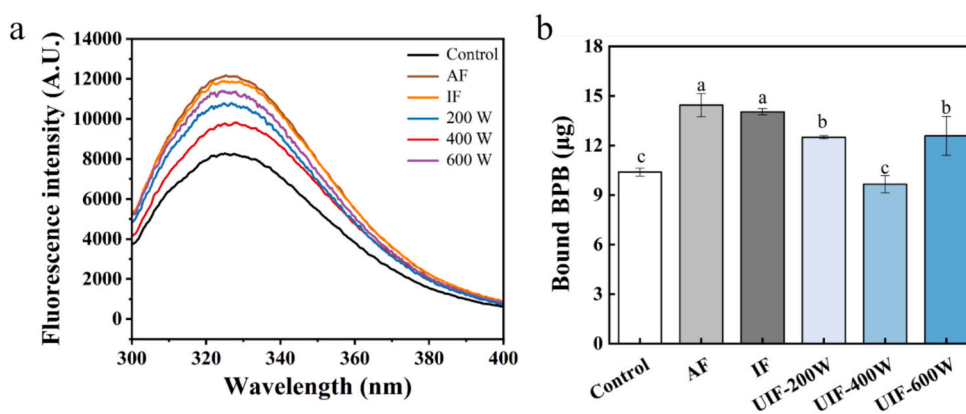 a
14000
12000
10000
8000
6000
4000
2000
0
Fluorescence intensity (A.U.)
300
320
340
360
380
400
Wavelength (nm)
Control
AF
IF
200 W
400 W
600 W
b
18
15
12
9
6
3
0
Bound BPB (μg)
c
a
a
b
c
b
Control
AF
IF
UIF-200W
UIF-400W
UIF-600W